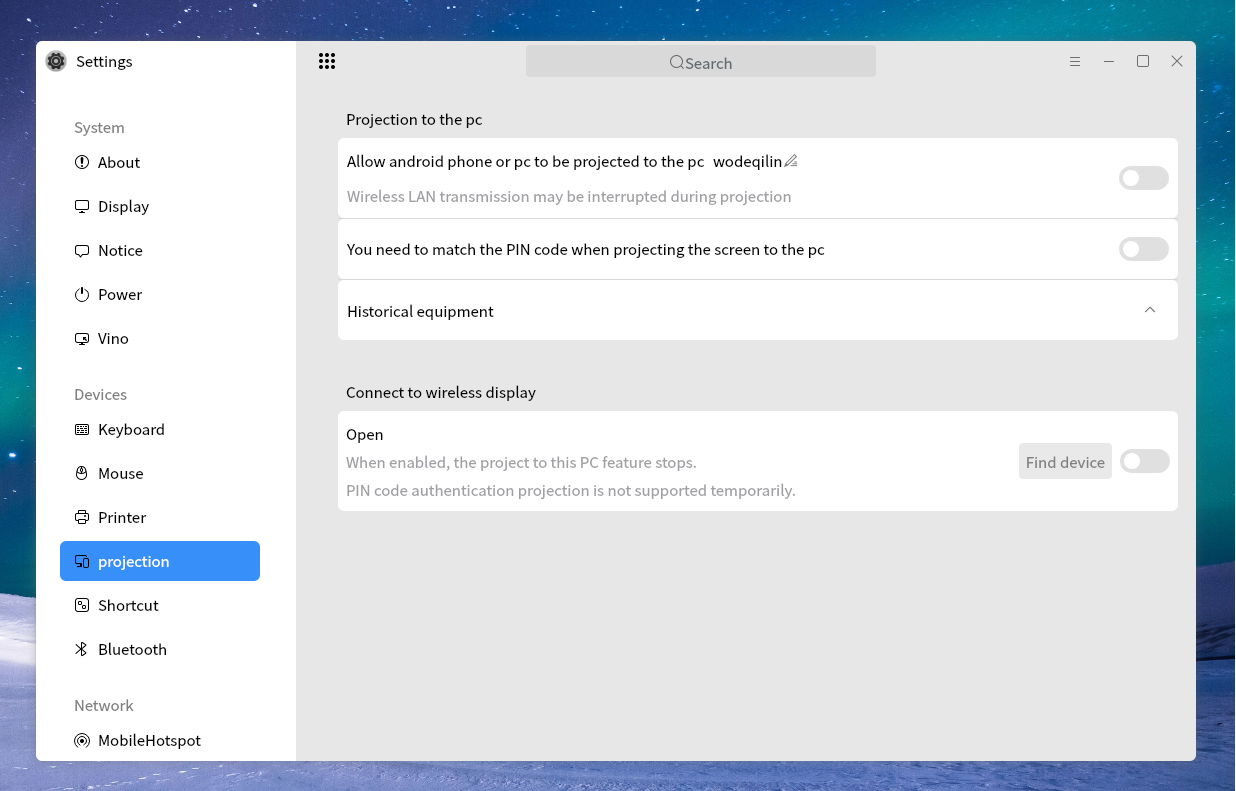 Settings
Search
System
About
Display
Notice
Power
Vino
Devices
Keyboard
Mouse
Printer
projection
Shortcut
Bluetooth
Network
MobileHotspot
Projection to the pc
Allow android phone or pc to be projected to the pc wodeqilin
Wireless LAN transmission may be interrupted during projection
You need to match the PIN code when projecting the screen to the pc
Historical equipment
Connect to wireless display
Open
When enabled, the project to this PC feature stops.
PIN code authentication projection is not supported temporarily.
Find device